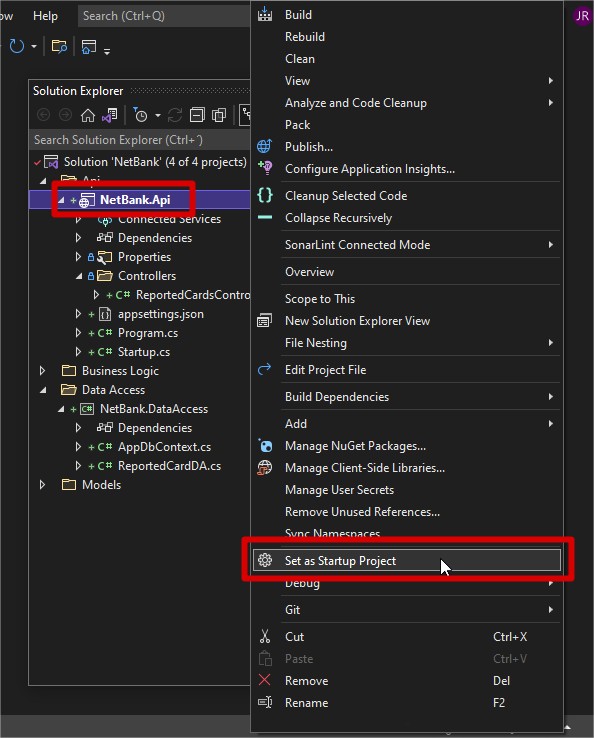 ow Help Search (Ctrl+Q)
JR
Solution Explorer
Search Solution Explorer (Ctrl+´)
Solution 'NetBank' (4 of 4 projects)
Api
NetBank.Api
Connected Services
Dependencies
Properties
Controllers
ReportedCardsContro
appsettings.json
Program.cs
Startup.cs
Business Logic
Data Access
NetBank.DataAccess
Dependencies
AppDbContext.cs
ReportedCardDA.cs
Models
Build
Rebuild
Clean
View
Analyze and Code Cleanup
Pack
Publish...
Configure Application Insights...
Cleanup Selected Code
Collapse Recursively
SonarLint Connected Mode
Overview
Scope to This
New Solution Explorer View
File Nesting
Edit Project File
Build Dependencies
Add
Manage NuGet Packages...
Manage Client-Side Libraries...
Manage User Secrets
Remove Unused References...
Sync Namespaces
Set as Startup Project
Debug
Git
Cut Ctrl+X
Paste Ctrl+V
Remove Del
Rename F2